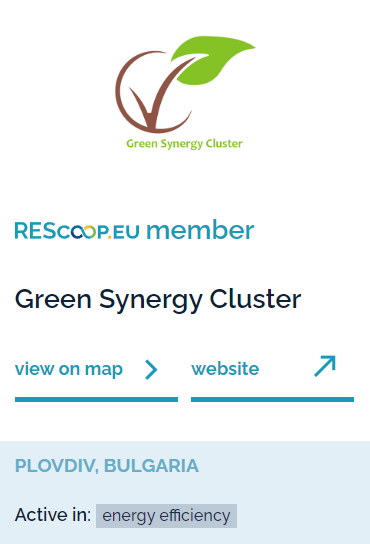 Green Synergy Cluster
REScoop.EU member
Green Synergy Cluster
view on map
website
PLOVDIV, BULGARIA
Active in: energy efficiency